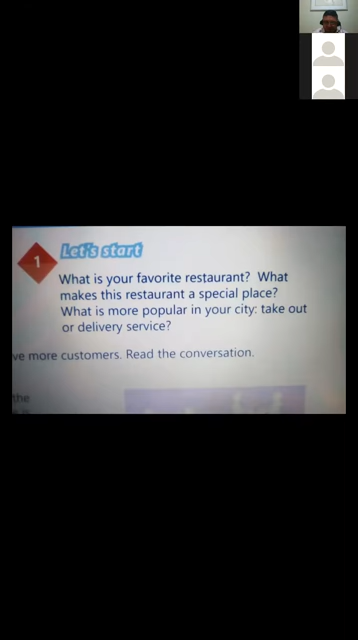 1
Let's start
What is your favorite restaurant? What
makes this restaurant a special place?
What is more popular in your city: take out
or delivery service?
ve more customers. Read the conversation.
the